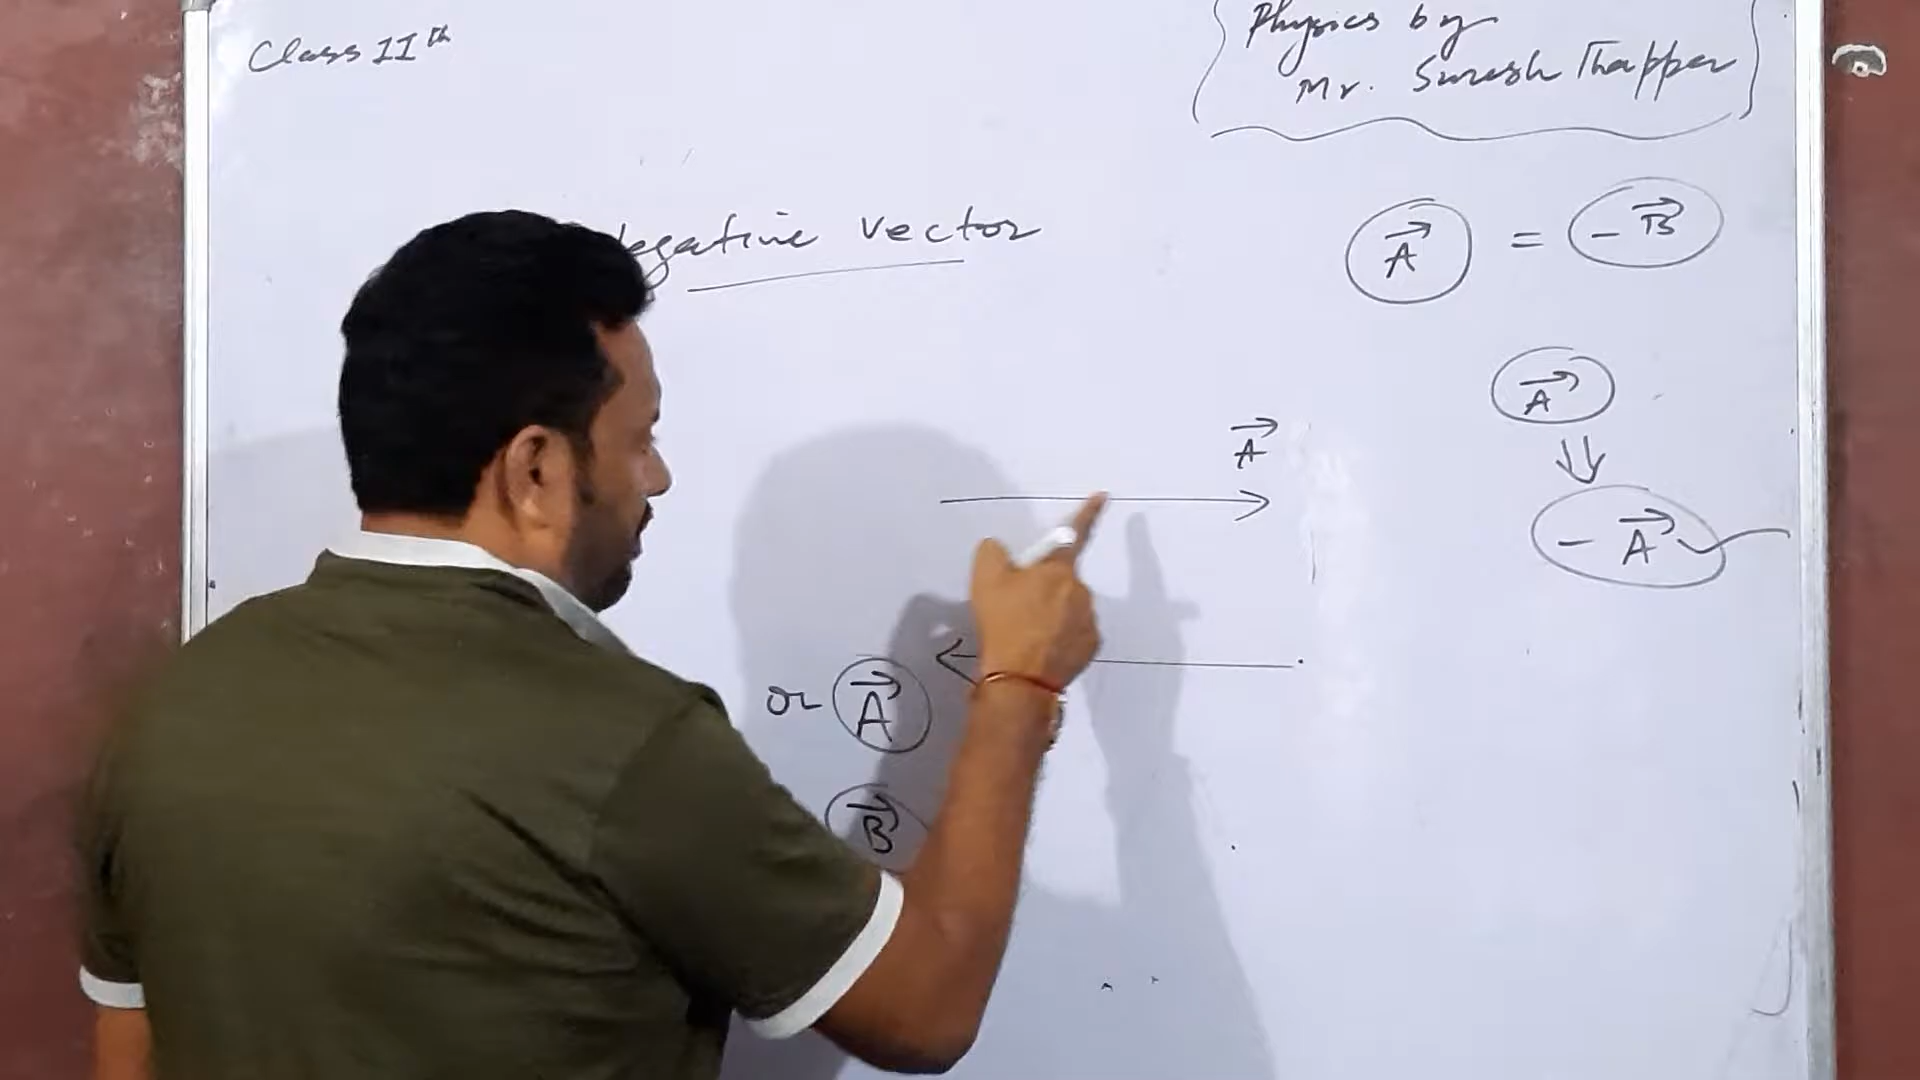 Class 11th
Physics by
Mr. Suresh Thapper
Negative vector
A⃗ = - B⃗
A⃗
⇓
- A⃗
A⃗
or A⃗
B⃗